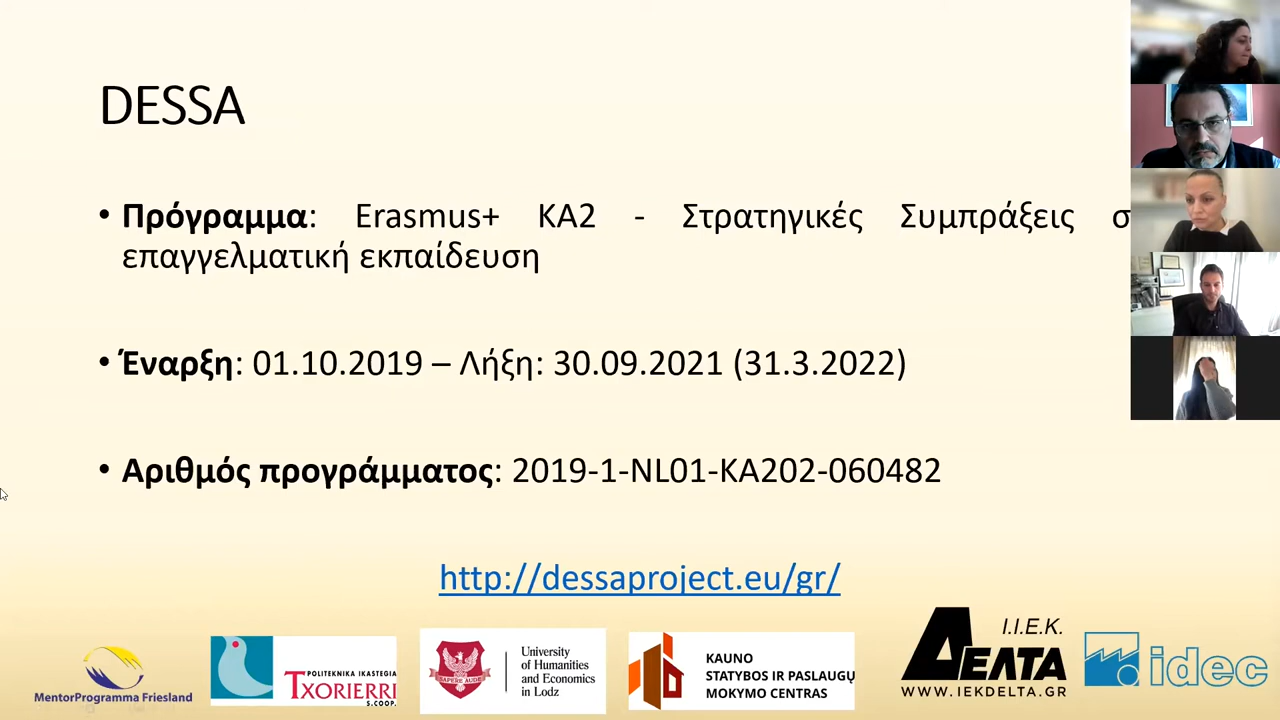 DESSA
• Πρόγραμμα: Erasmus+ KA2 - Στρατηγικές Συμπράξεις σ
επαγγελματική εκπαίδευση
• Έναρξη: 01.10.2019 – Λήξη: 30.09.2021 (31.3.2022)
• Αριθμός προγράμματος: 2019-1-NL01-KA202-060482
http://dessaproject.eu/gr/
MentorProgramma Friesland
POLITEKNIKA IKASTEGIA
TXORIERRI
S.COOP.
SAPERE AUDE
University
of Humanities
and Economics
in Lodz
KAUNO
STATYBOS IR PASLAUGŲ
MOKYMO CENTRAS
Ι.Ι.Ε.Κ.
ΔΕΛΤΑ
WWW.IEKDELTA.GR
idec